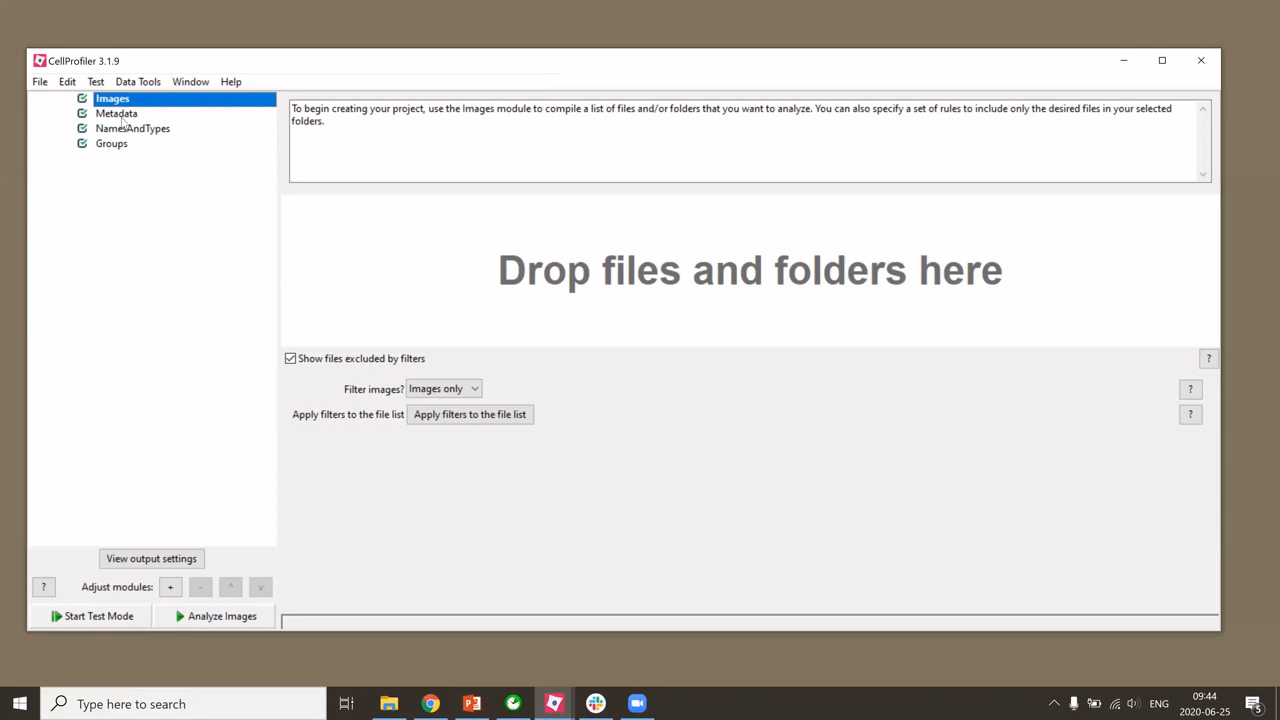 CellProfiler 3.1.9
File Edit Test Data Tools Window Help
Images
Metadata
NamesAndTypes
Groups
To begin creating your project, use the Images module to compile a list of files and/or folders that you want to analyze. You can also specify a set of rules to include only the desired files in your selected
folders.
Drop files and folders here
Show files excluded by filters ?
Filter images? Images only ?
Apply filters to the file list Apply filters to the file list ?
View output settings
? Adjust modules: + - ^ v
Start Test Mode Analyze Images
Type here to search
ENG
09:44
2020-06-25
5